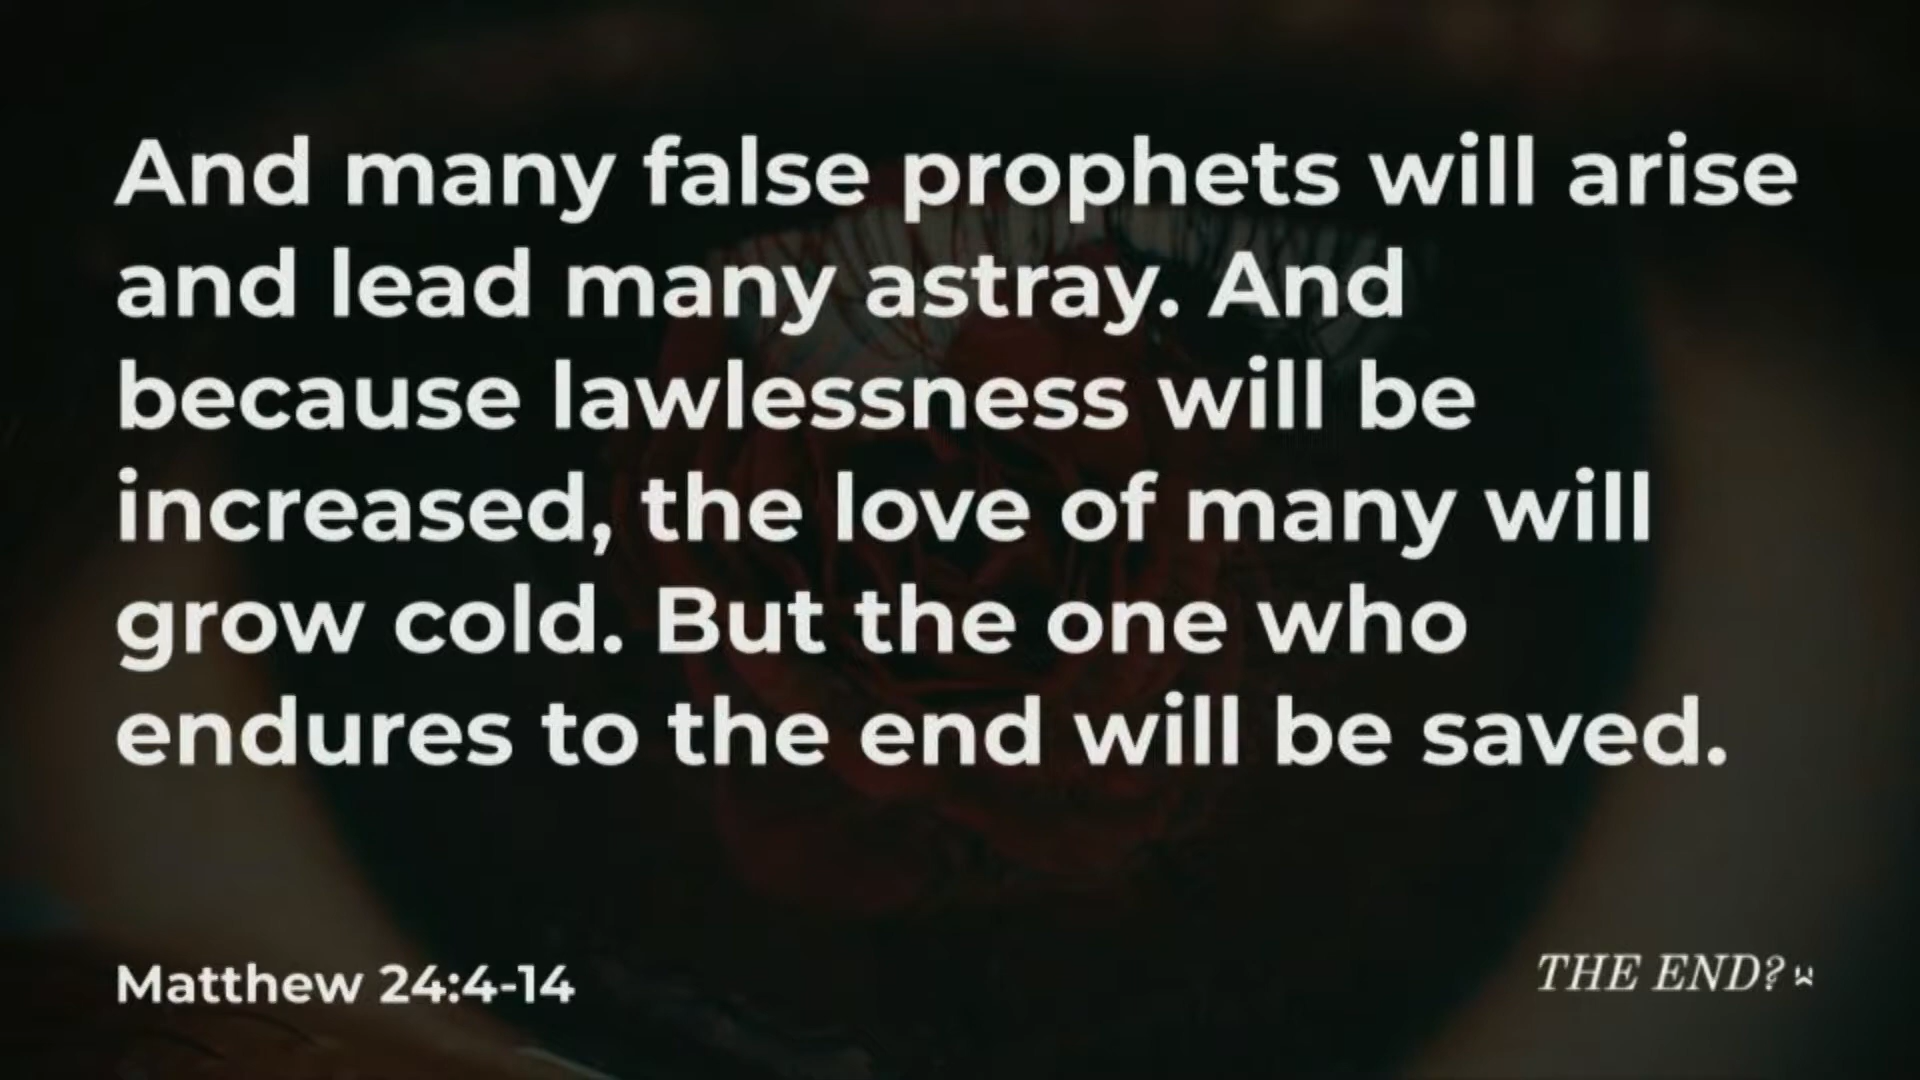 And many false prophets will arise
and lead many astray. And
because lawlessness will be
increased, the love of many will
grow cold. But the one who
endures to the end will be saved.
Matthew 24:4-14
THE END?